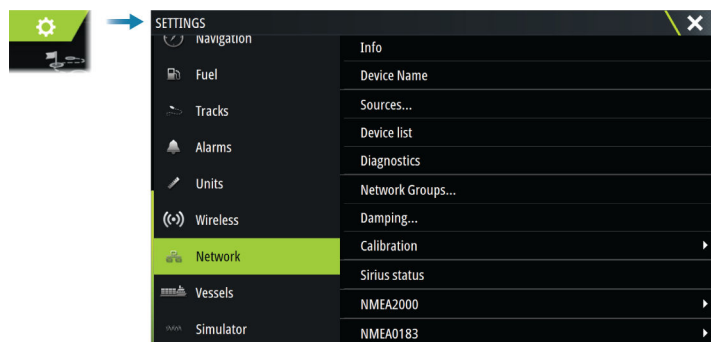 SETTINGS
Navigation
Fuel
Tracks
Alarms
Units
Wireless
Network
Vessels
Simulator
Info
Device Name
Sources...
Device list
Diagnostics
Network Groups...
Damping...
Calibration
Sirius status
NMEA2000
NMEA0183